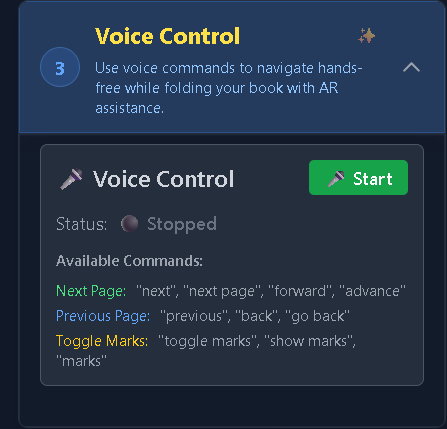 Voice Control
3
Use voice commands to navigate hands-
free while folding your book with AR
assistance.
Voice Control
Start
Status: Stopped
Available Commands:
Next Page: "next", "next page", "forward", "advance"
Previous Page: "previous", "back", "go back"
Toggle Marks: "toggle marks", "show marks",
"marks"